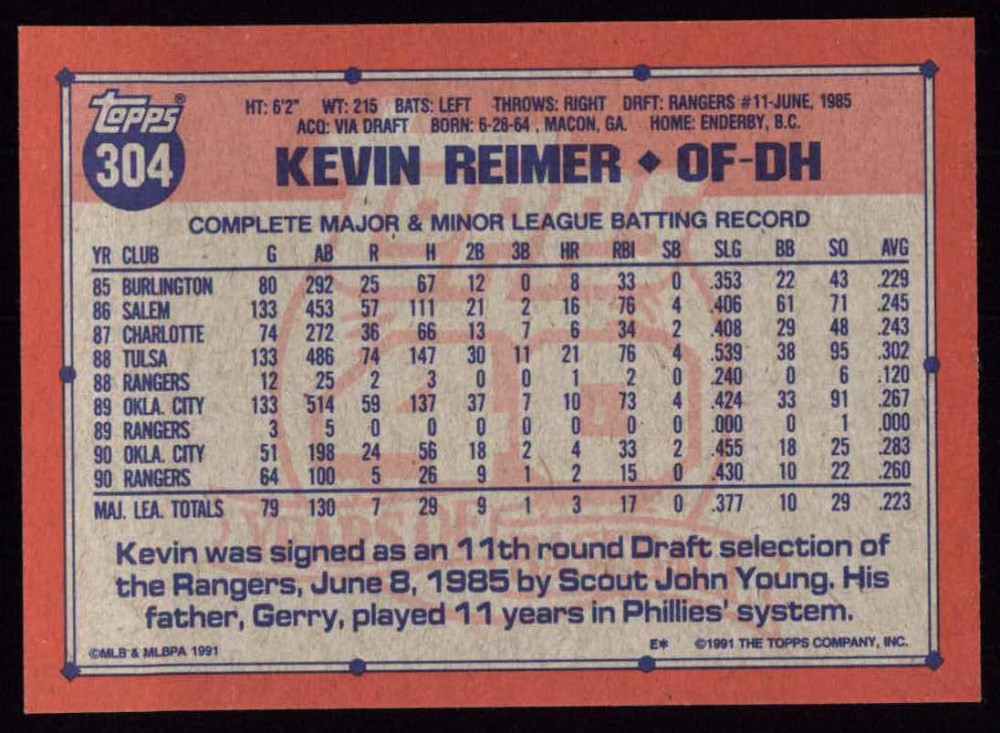 topps®
304
HT: 6'2" WT: 215 BATS: LEFT THROWS: RIGHT DRFT: RANGERS #11-JUNE, 1985
ACQ: VIA DRAFT BORN: 6-28-64 , MACON, GA. HOME: ENDERBY, B.C.
KEVIN REIMER ◆ OF-DH
COMPLETE MAJOR & MINOR LEAGUE BATTING RECORD
YR CLUB G AB R H 2B 3B HR RBI SB SLG BB SO AVG
85 BURLINGTON 80 292 25 67 12 0 8 33 0 .353 22 43 .229
86 SALEM 133 453 57 111 21 2 16 76 4 .406 61 71 .245
87 CHARLOTTE 74 272 36 66 13 7 6 34 2 .408 29 48 .243
88 TULSA 133 486 74 147 30 11 21 76 4 .539 38 95 .302
88 RANGERS 12 25 2 3 0 0 1 2 0 .240 0 6 .120
89 OKLA. CITY 133 514 59 137 37 7 10 73 4 .424 33 91 .267
89 RANGERS 3 5 0 0 0 0 0 0 0 .000 0 1 .000
90 OKLA. CITY 51 198 24 56 18 2 4 33 2 .455 18 25 .283
90 RANGERS 64 100 5 26 9 1 2 15 0 .430 10 22 .260
MAJ. LEA. TOTALS 79 130 7 29 9 1 3 17 0 .377 10 29 .223
Kevin was signed as an 11th round Draft selection of
the Rangers, June 8, 1985 by Scout John Young. His
father, Gerry, played 11 years in Phillies' system.
©MLB & MLBPA 1991 E* ©1991 THE TOPPS COMPANY, INC.